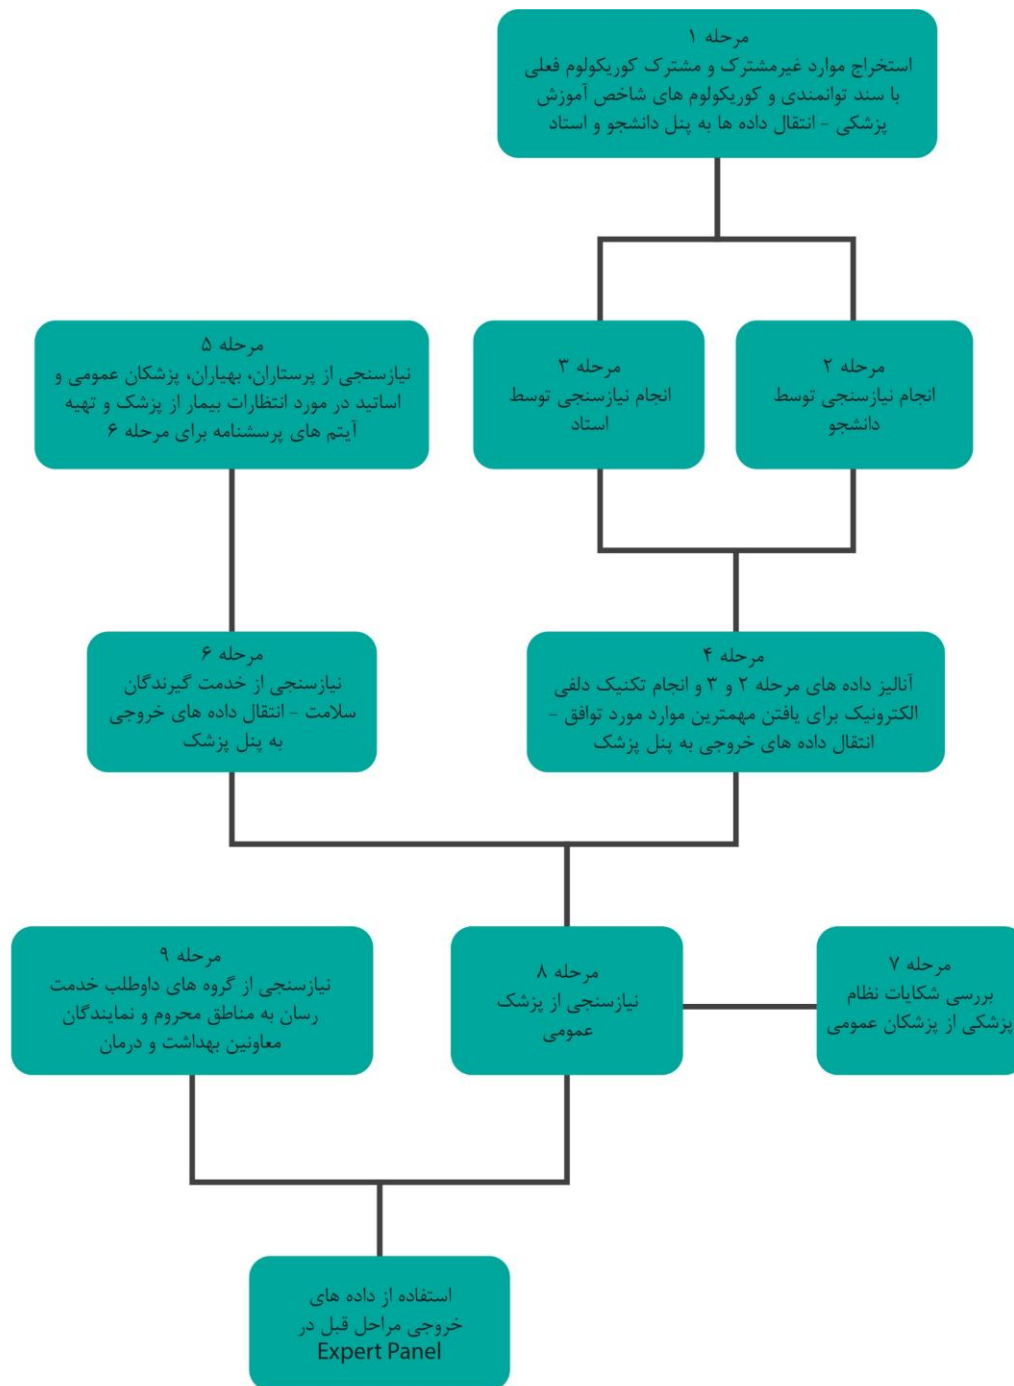 مرحله ۱
استخراج موارد غیرمشترک و مشترک کوریکولوم فعلی
با سند توانمندی و کوریکولوم های شاخص آموزش
پزشکی - انتقال داده ها به پنل دانشجو و استاد
مرحله ۲
انجام نیازسنجی توسط
دانشجو
مرحله ۳
انجام نیازسنجی توسط
استاد
مرحله ۵
نیازسنجی از پرستاران، بهیاران، پزشکان عمومی و
اساتید در مورد انتظارات بیمار از پزشک و تهیه
آیتم های پرسشنامه برای مرحله ۶
مرحله ۴
آنالیز داده های مرحله ۲ و ۳ و انجام تکنیک دلفی
الکترونیک برای یافتن مهمترین موارد مورد توافق -
انتقال داده های خروجی به پنل پزشک
مرحله ۶
نیازسنجی از خدمت گیرندگان
سلامت - انتقال داده های خروجی
به پنل پزشک
مرحله ۷
بررسی شکایات نظام
پزشکی از پزشکان عمومی
مرحله ۸
نیازسنجی از پزشک
عمومی
مرحله ۹
نیازسنجی از گروه های داوطلب خدمت
رسان به مناطق محروم و نمایندگان
معاونین بهداشت و درمان
استفاده از داده های
خروجی مراحل قبل در
Expert Panel